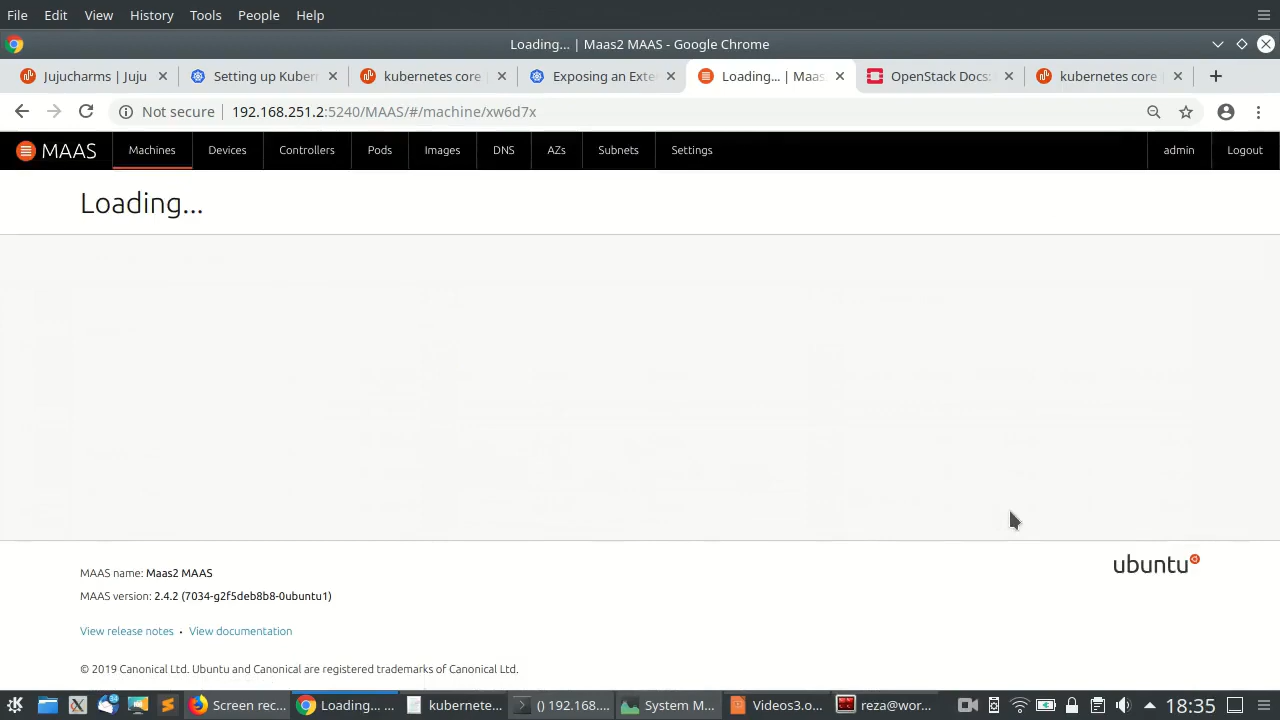 File Edit View History Tools People Help
Loading... | Maas2 MAAS - Google Chrome
Jujucharms | Juju
Setting up Kubern
kubernetes core
Exposing an Exte
Loading... | Maas
OpenStack Docs:
kubernetes core
Not secure 192.168.251.2:5240/MAAS/#/machine/xw6d7x
MAAS Machines Devices Controllers Pods Images DNS AZs Subnets Settings admin Logout
Loading...
MAAS name: Maas2 MAAS
ubuntu
MAAS version: 2.4.2 (7034-g2f5deb8b8-0ubuntu1)
View release notes · View documentation
© 2019 Canonical Ltd. Ubuntu and Canonical are registered trademarks of Canonical Ltd.
Screen rec... Loading... ... kubernete... () 192.168.... System M... Videos3.o... reza@wor... 18:35